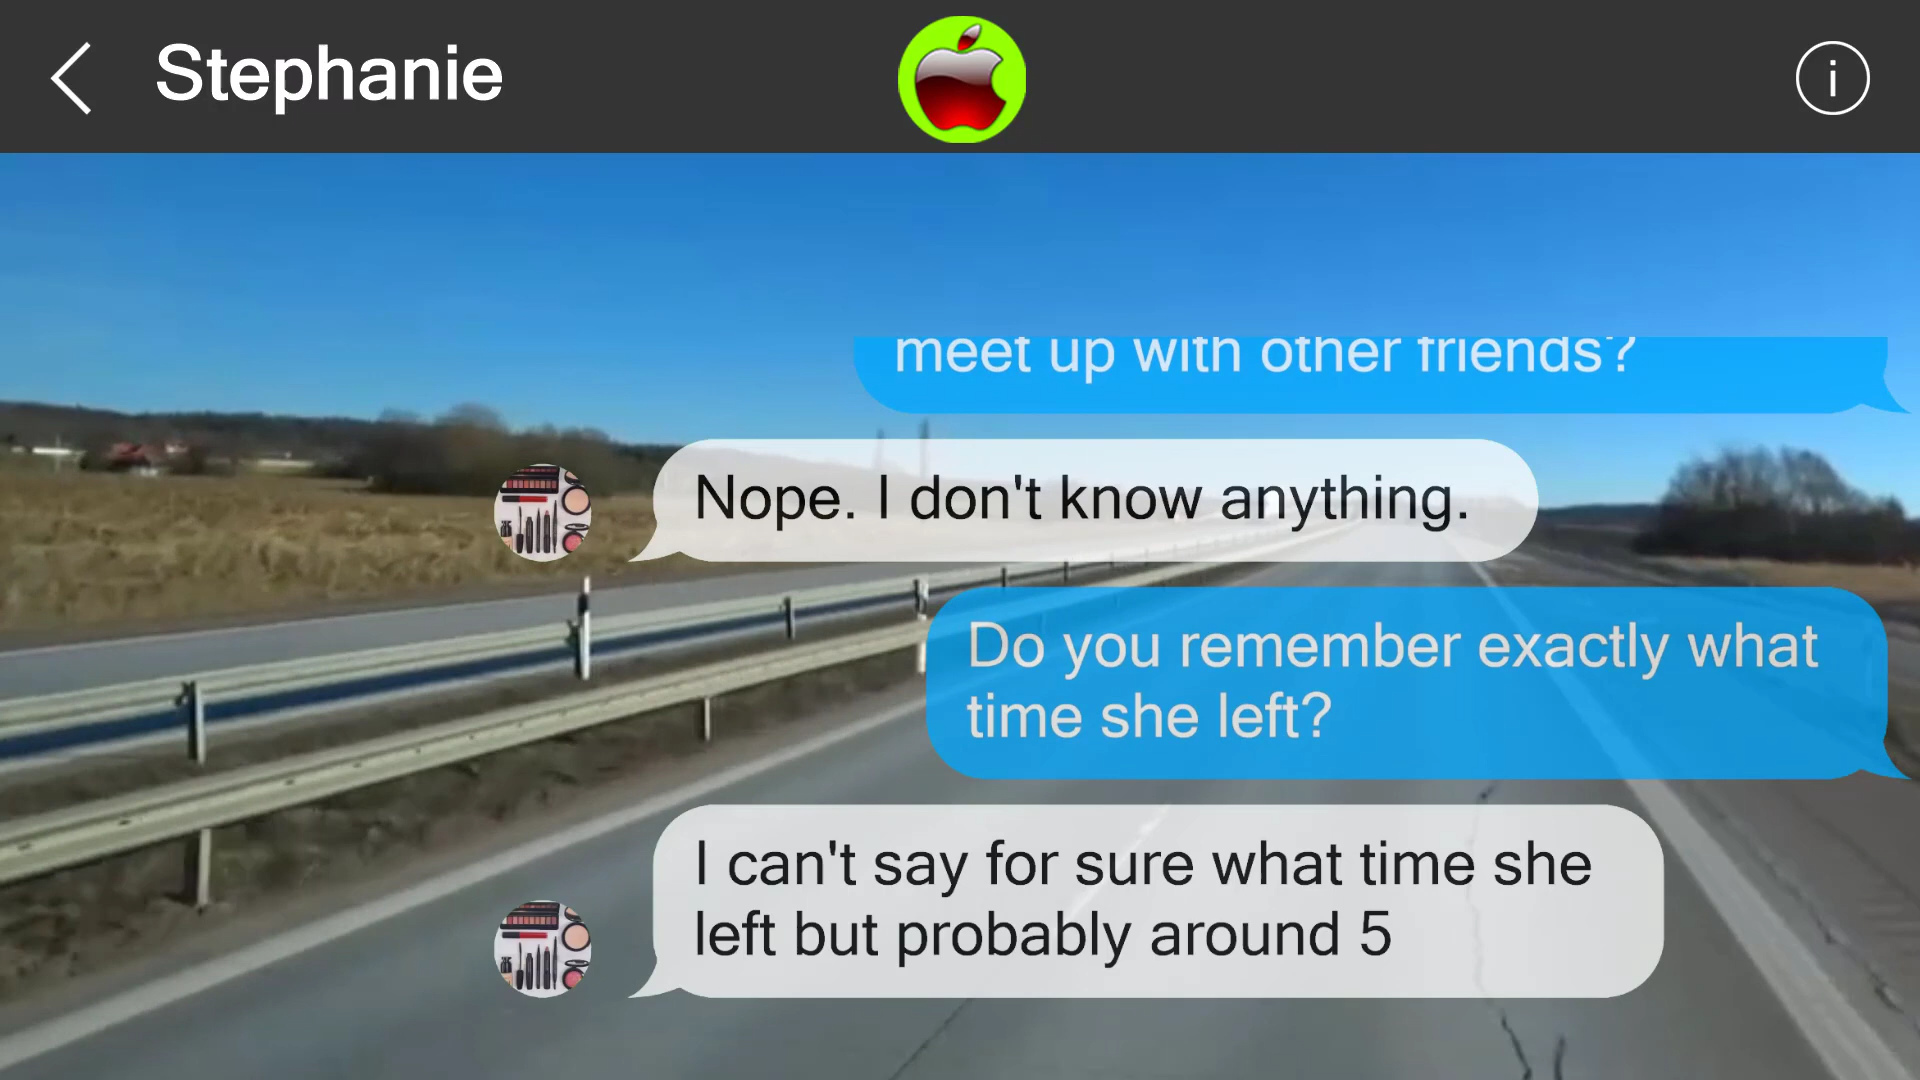 Stephanie
meet up with other friends?
Nope. I don't know anything.
Do you remember exactly what
time she left?
I can't say for sure what time she
left but probably around 5